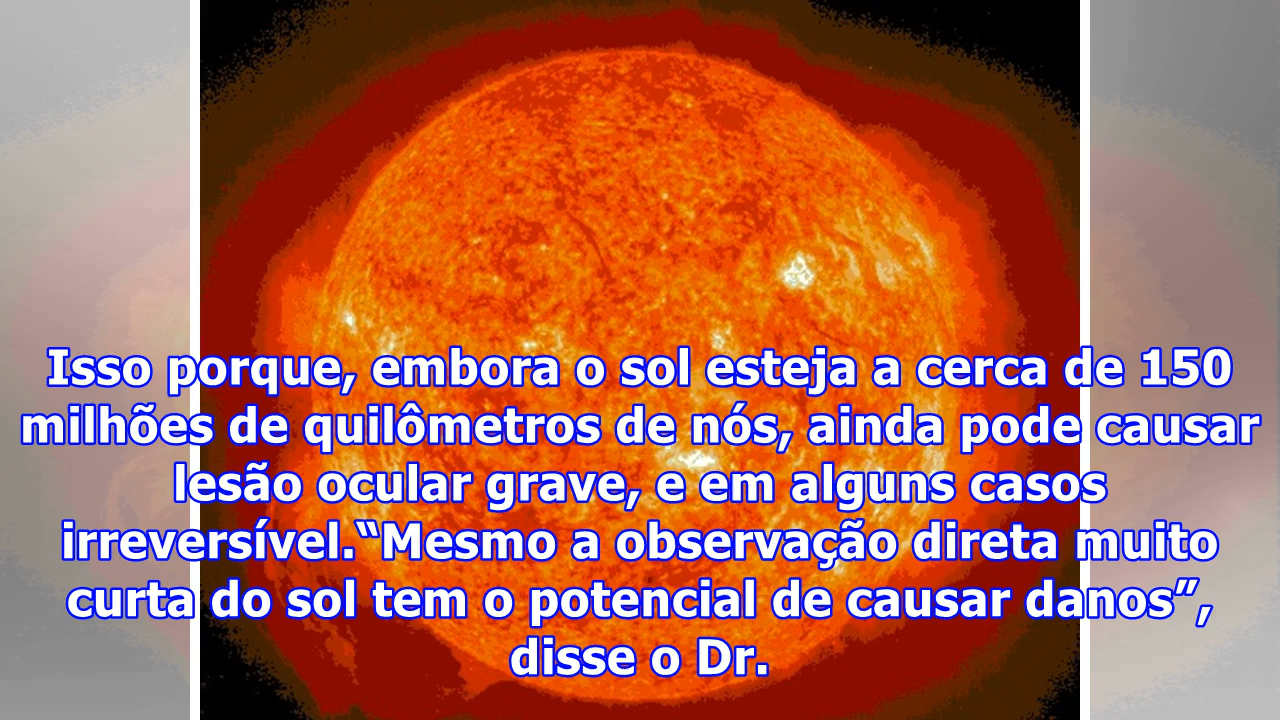 Isso porque, embora o sol esteja a cerca de 150
milhões de quilômetros de nós, ainda pode causar
lesão ocular grave, e em alguns casos
irreversível.“Mesmo a observação direta muito
curta do sol tem o potencial de causar danos”,
disse o Dr.